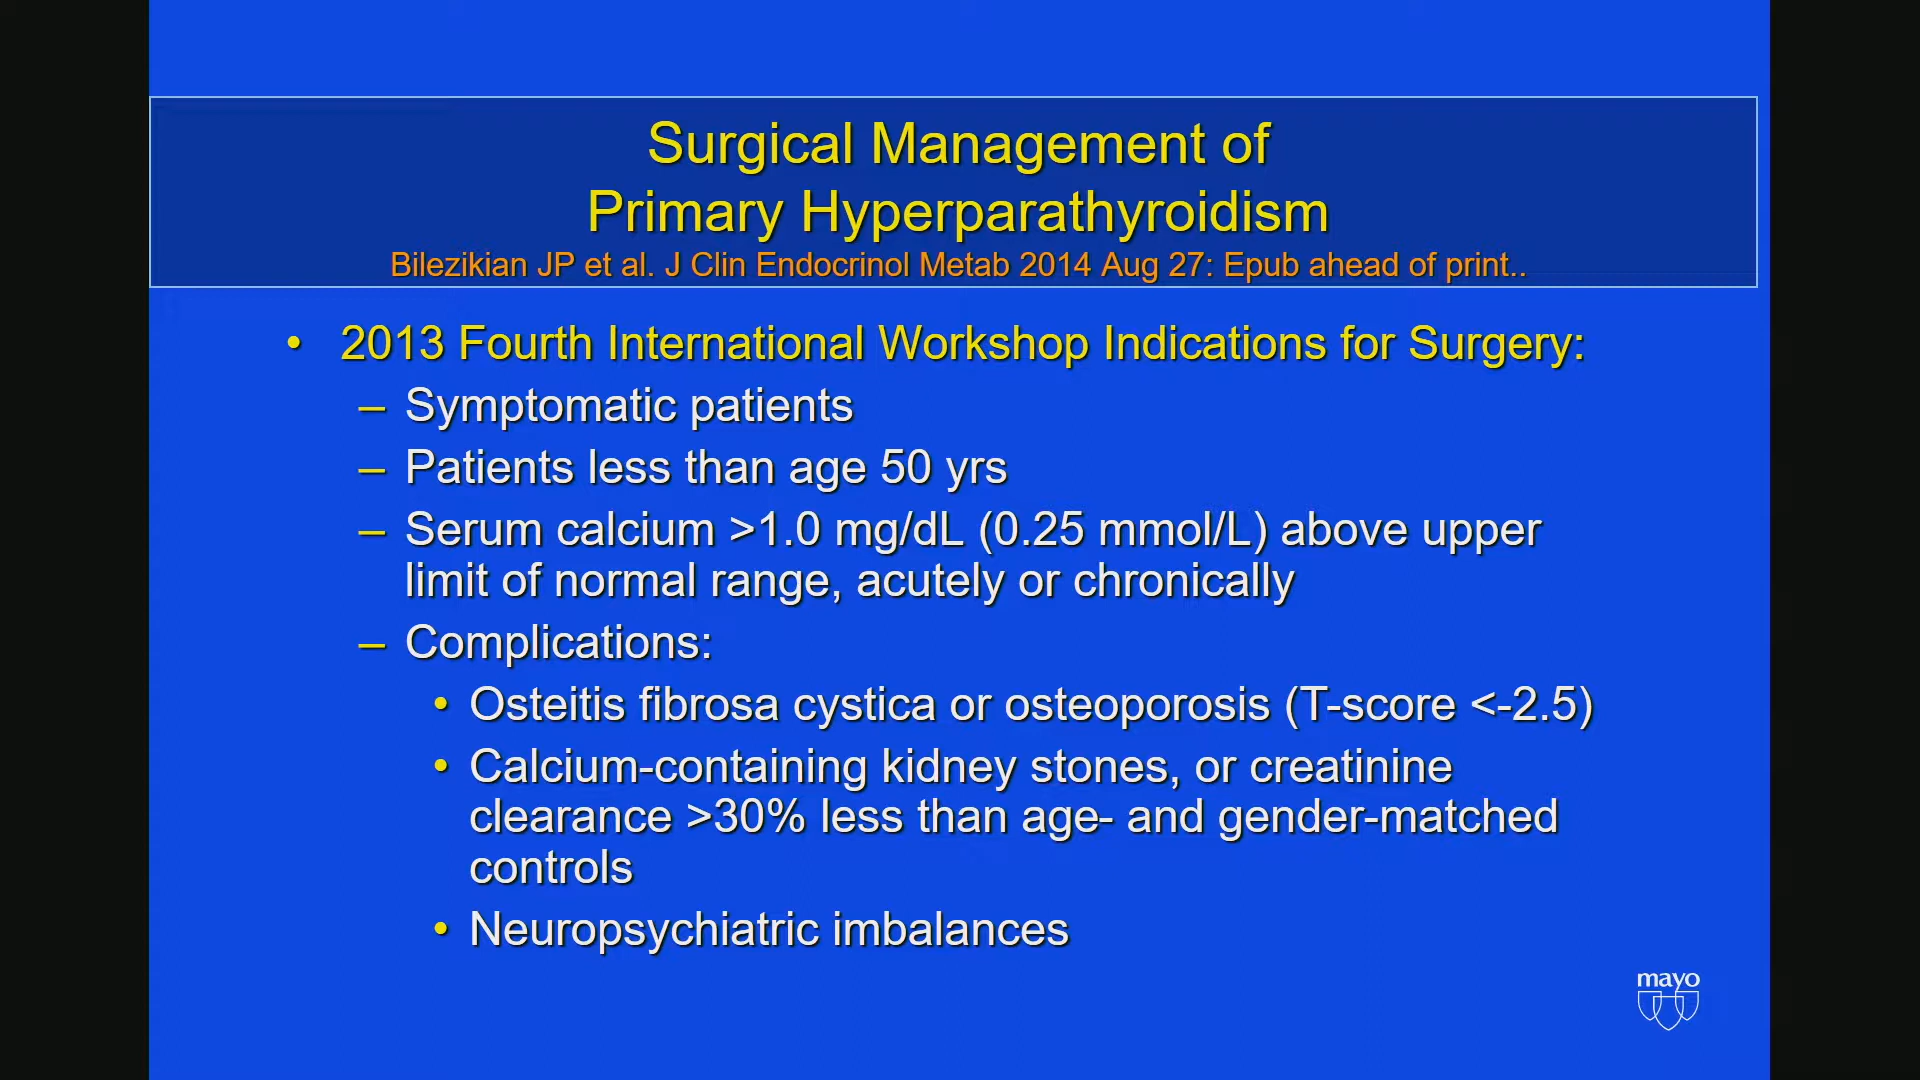 Surgical Management of
Primary Hyperparathyroidism
Bilezikian JP et al. J Clin Endocrinol Metab 2014 Aug 27: Epub ahead of print..
• 2013 Fourth International Workshop Indications for Surgery:
– Symptomatic patients
– Patients less than age 50 yrs
– Serum calcium >1.0 mg/dL (0.25 mmol/L) above upper
limit of normal range, acutely or chronically
– Complications:
• Osteitis fibrosa cystica or osteoporosis (T-score <-2.5)
• Calcium-containing kidney stones, or creatinine
clearance >30% less than age- and gender-matched
controls
• Neuropsychiatric imbalances
mayo